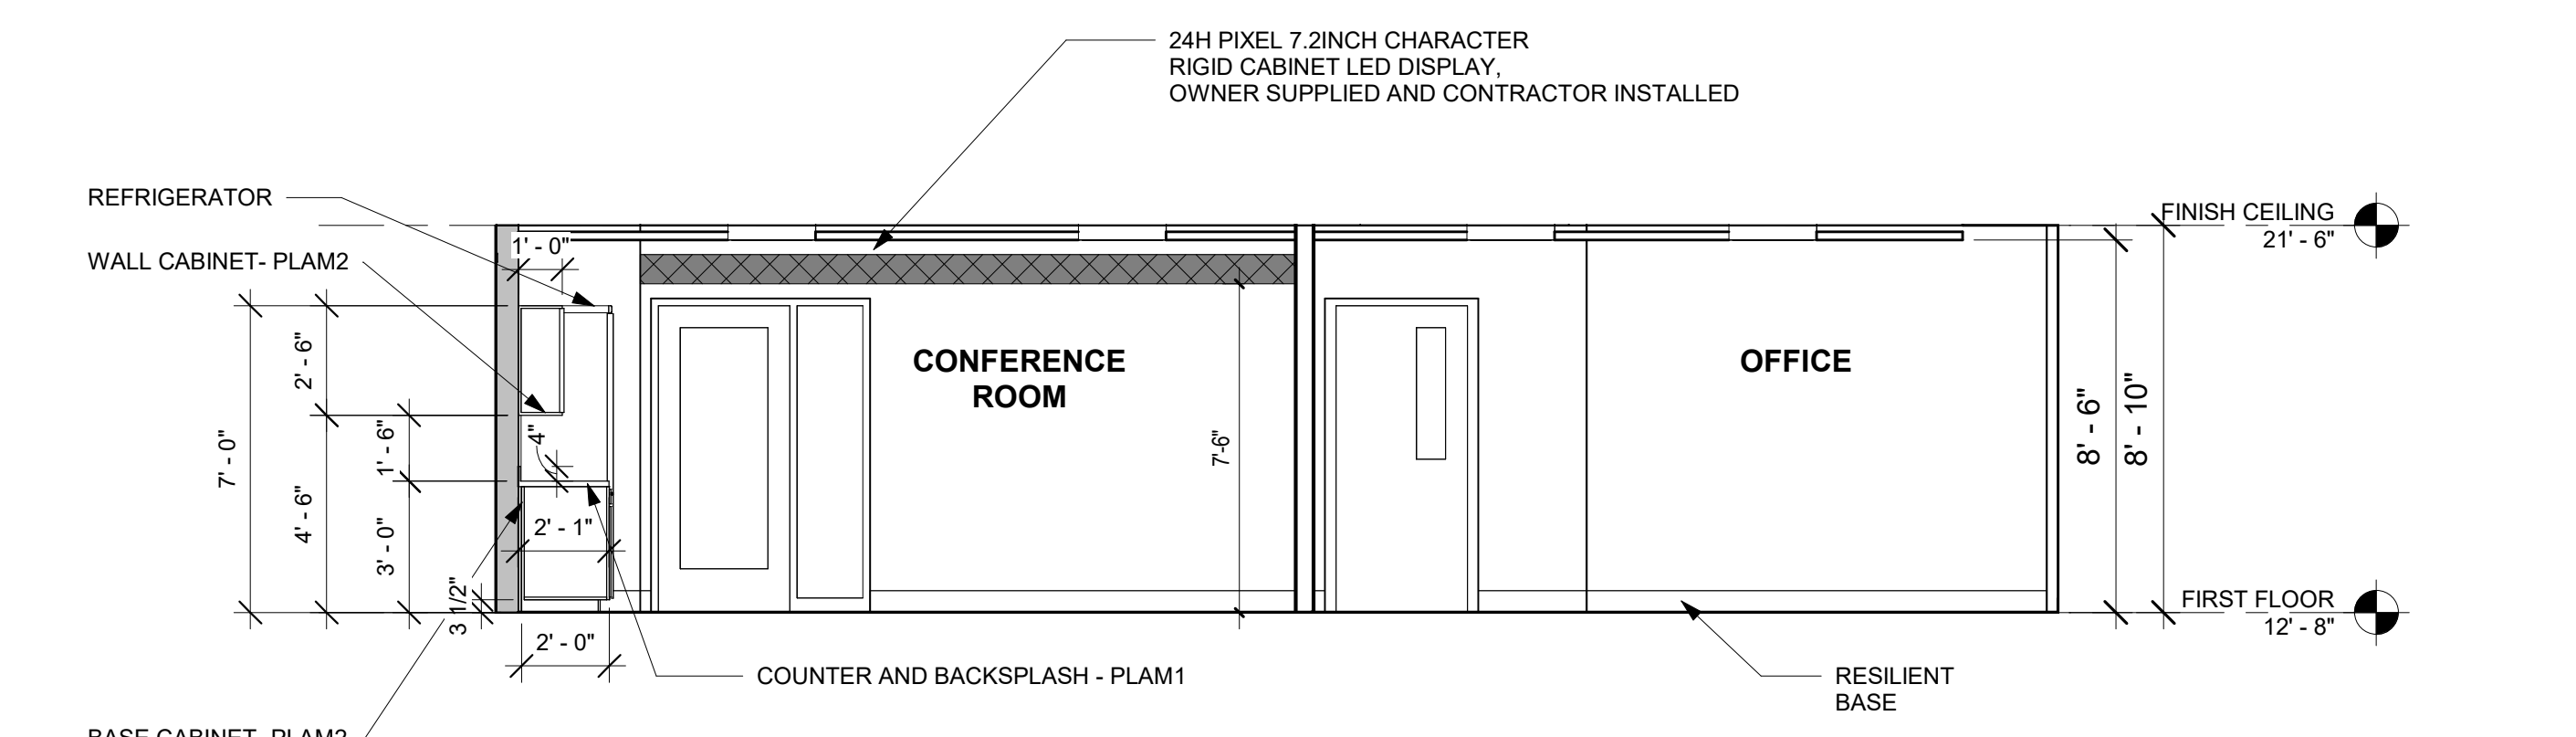 24H PIXEL 7.2INCH CHARACTER
RIGID CABINET LED DISPLAY,
OWNER SUPPLIED AND CONTRACTOR INSTALLED
REFRIGERATOR
WALL CABINET- PLAM2
1' - 0"
FINISH CEILING
21' - 6"
CONFERENCE
ROOM
OFFICE
2' - 6"
7' - 0"
1' - 6"
4"
4' - 6"
3' - 0"
2' - 1"
3 1/2"
2' - 0"
7'-6"
8' - 6"
8' - 10"
FIRST FLOOR
12' - 8"
COUNTER AND BACKSPLASH - PLAM1
RESILIENT
BASE
BASE CABINET- PLAM2